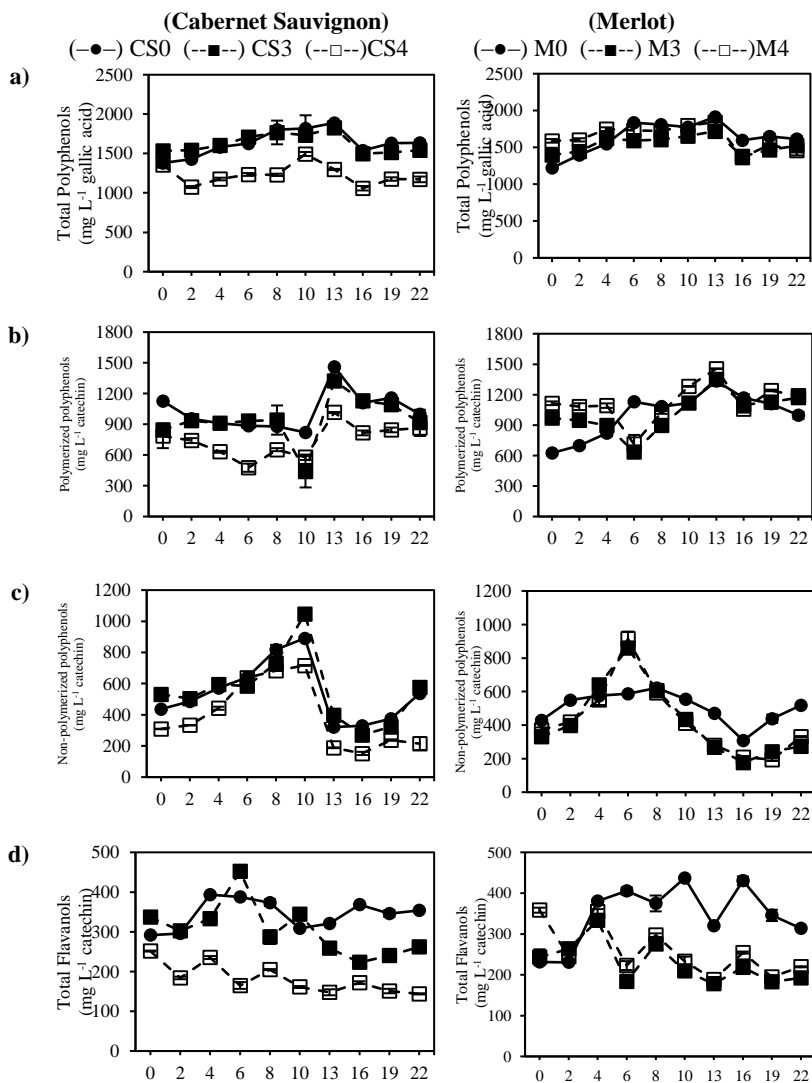 (Cabernet Sauvignon) (Merlot)
(─●─) CS0 (--■--) CS3 (--□--)CS4 (─●─) M0 (--■--) M3 (--□--)M4
a)
Total Polyphenols
(mg L-1 gallic acid)
2500
2000
1500
1000
500
0
0 2 4 6 8 10 13 16 19 22
Total Polyphenols
(mg L-1 gallic acid)
2500
2000
1500
1000
500
0
0 2 4 6 8 10 13 16 19 22
b)
Polymerized polyphenols
(mg L-1 catechin)
1800
1500
1200
900
600
300
0
0 2 4 6 8 10 13 16 19 22
Polymerized polyphenols
(mg L-1 catechin)
1800
1500
1200
900
600
300
0
0 2 4 6 8 10 13 16 19 22
c)
Non-polymerized polyphenols
(mg L-1 catechin)
1200
1000
800
600
400
200
0
0 2 4 6 8 10 13 16 19 22
Non-polymerized polyphenols
(mg L-1 catechin)
1200
1000
800
600
400
200
0
0 2 4 6 8 10 13 16 19 22
d)
Total Flavanols
(mg L-1 catechin)
500
400
300
200
100
0
0 2 4 6 8 10 13 16 19 22
Total Flavanols
(mg L-1 catechin)
500
400
300
200
100
0
0 2 4 6 8 10 13 16 19 22